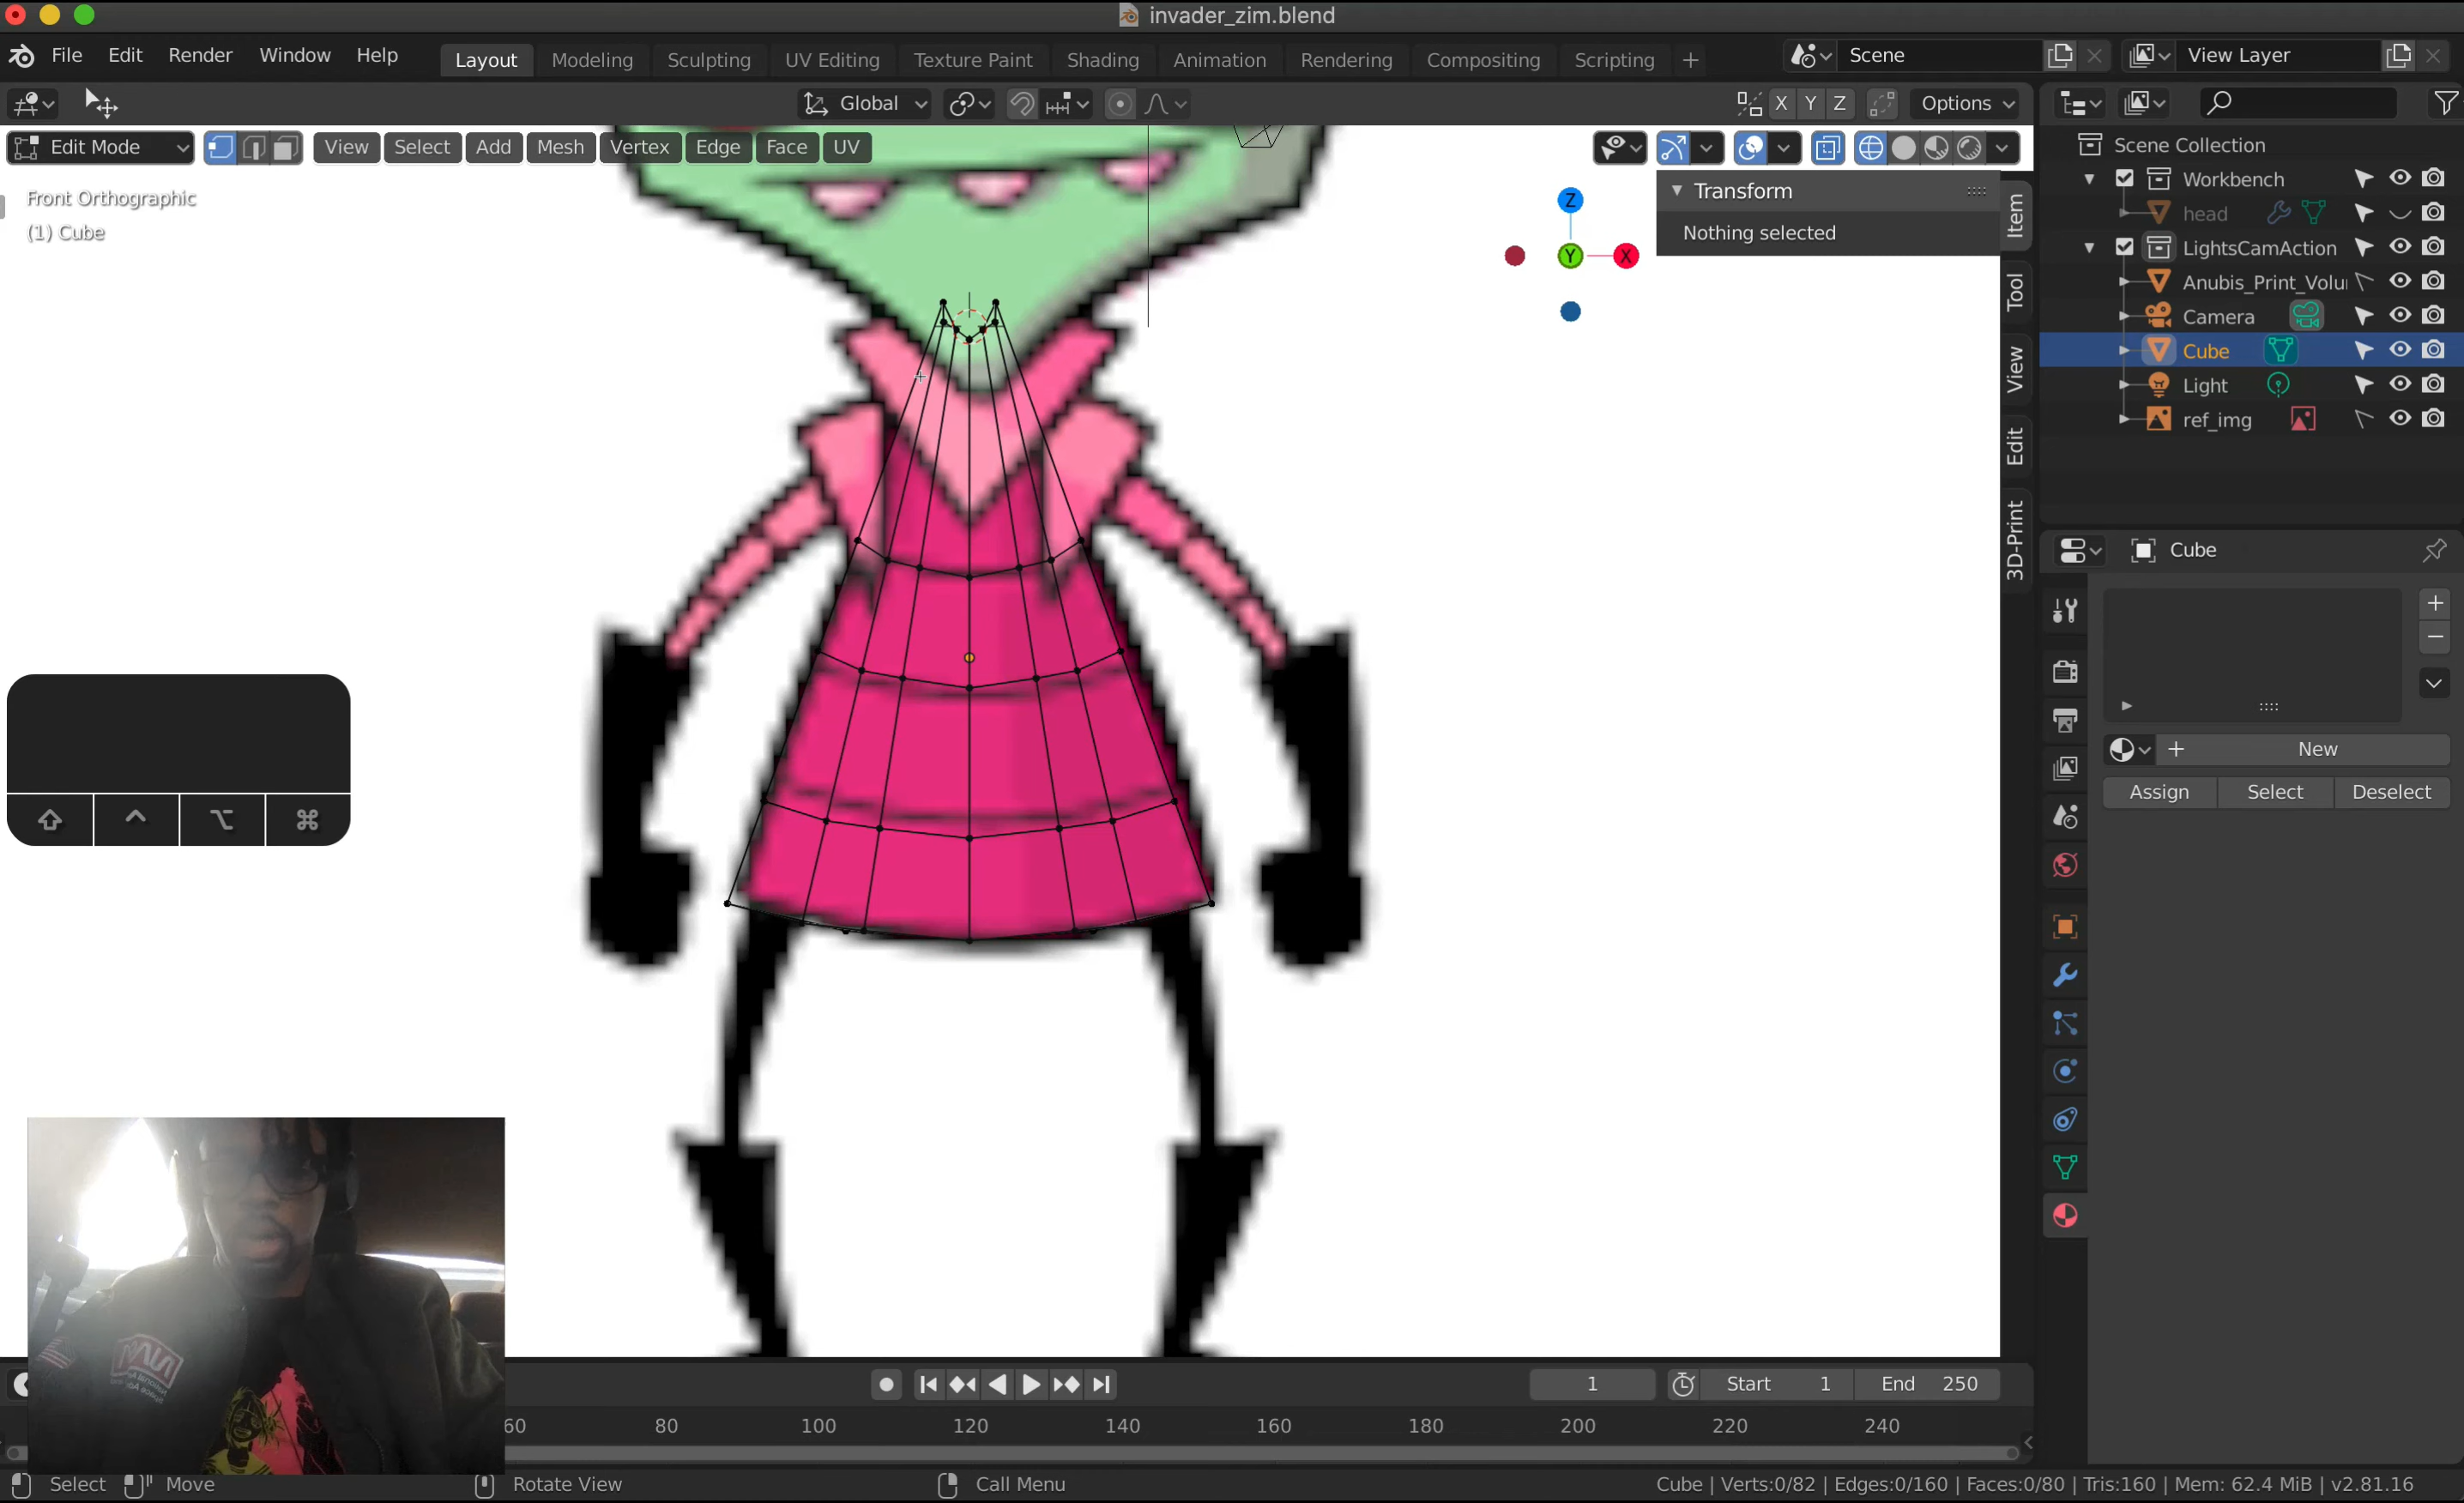 invader_zim.blend
File Edit Render Window Help Layout Modeling Sculpting UV Editing Texture Paint Shading Animation Rendering Compositing Scripting + Scene View Layer
Global X Y Z Options
Edit Mode View Select Add Mesh Vertex Edge Face UV
Front Orthographic
(1) Cube
Z
Y
X
Transform
Nothing selected
Item
Tool
View
Edit
3D-Print
Scene Collection
Workbench
head
LightsCamAction
Anubis_Print_Volu
Camera
Cube
Light
ref_img
Cube
New
Assign Select Deselect
1 Start 1 End 250
60 80 100 120 140 160 180 200 220 240
Select Move Rotate View Call Menu Cube | Verts:0/82 | Edges:0/160 | Faces:0/80 | Tris:160 | Mem: 62.4 MiB | v2.81.16